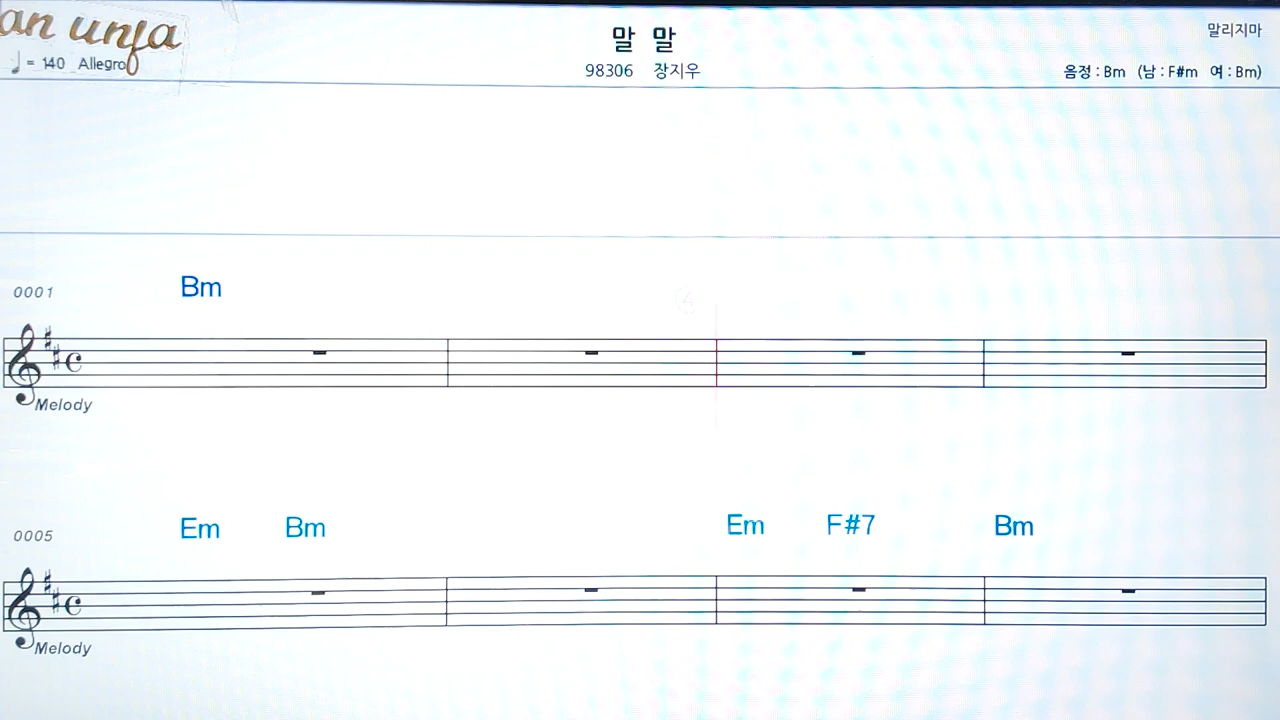 an unfa
♩ = 140 Allegro
말 말
98306 장지우
말리지마
음정 : Bm (남 : F#m 여 : Bm)
0001 Bm
Melody
0005 Em Bm Em F#7 Bm
Melody